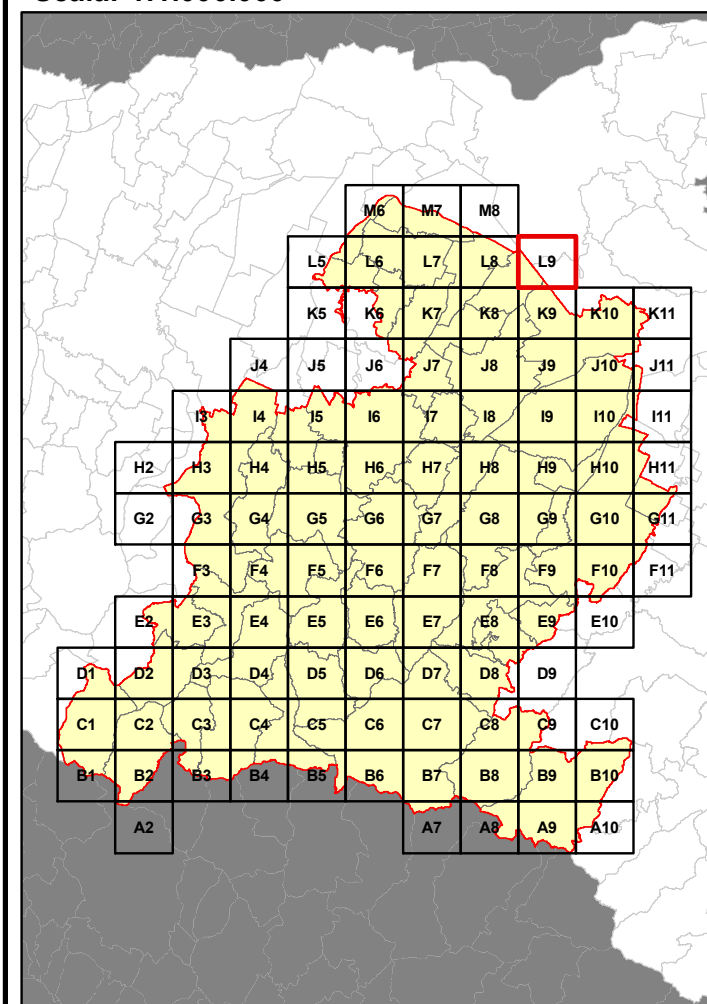 M6 M7 M8
L5 L6 L7 L8 L9
K5 K6 K7 K8 K9 K10 K11
J4 J5 J6 J7 J8 J9 J10 J11
I3 I4 I5 I6 I7 I8 I9 I10 I11
H2 H3 H4 H5 H6 H7 H8 H9 H10 H11
G2 G3 G4 G5 G6 G7 G8 G9 G10 G11
F3 F4 F5 F6 F7 F8 F9 F10 F11
E2 E3 E4 E5 E6 E7 E8 E9 E10
D1 D2 D3 D4 D5 D6 D7 D8 D9
C1 C2 C3 C4 C5 C6 C7 C8 C9 C10
B1 B2 B3 B4 B5 B6 B7 B8 B9 B10
A2 A7 A8 A9 A10